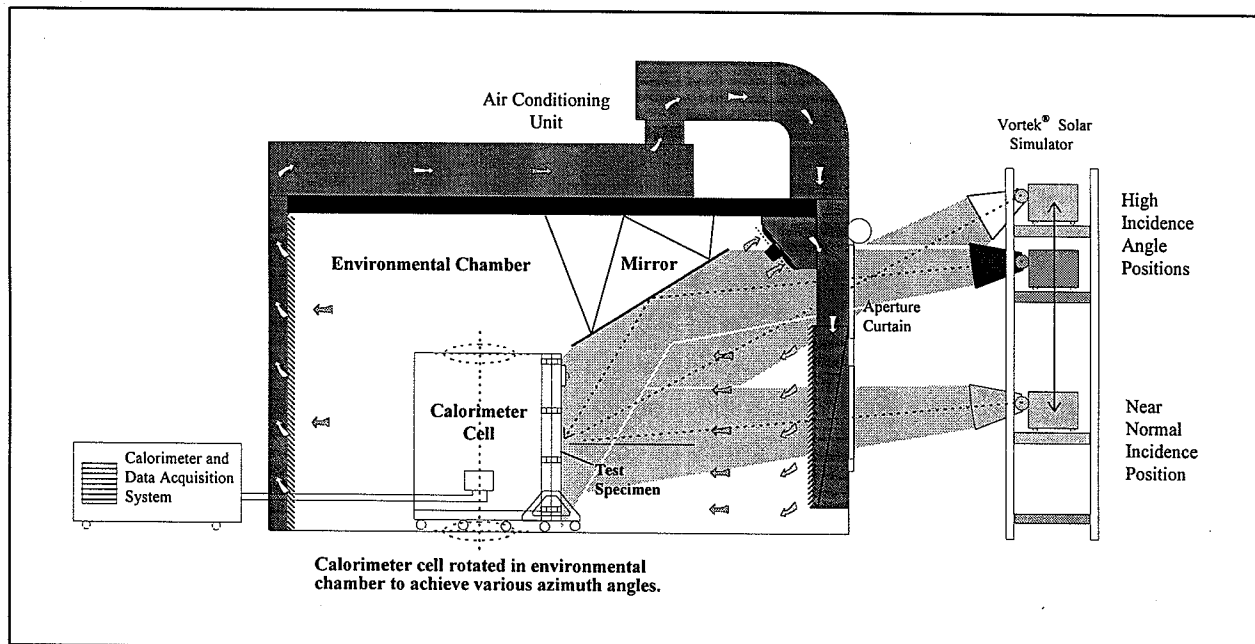 Air Conditioning
Unit
Vortek® Solar
Simulator
High
Incidence
Angle
Positions
Environmental Chamber
Mirror
Aperture
Curtain
Calorimeter
Cell
Near
Normal
Incidence
Position
Calorimeter and
Data Acquisition
System
Test
Specimen
Calorimeter cell rotated in environmental
chamber to achieve various azimuth angles.